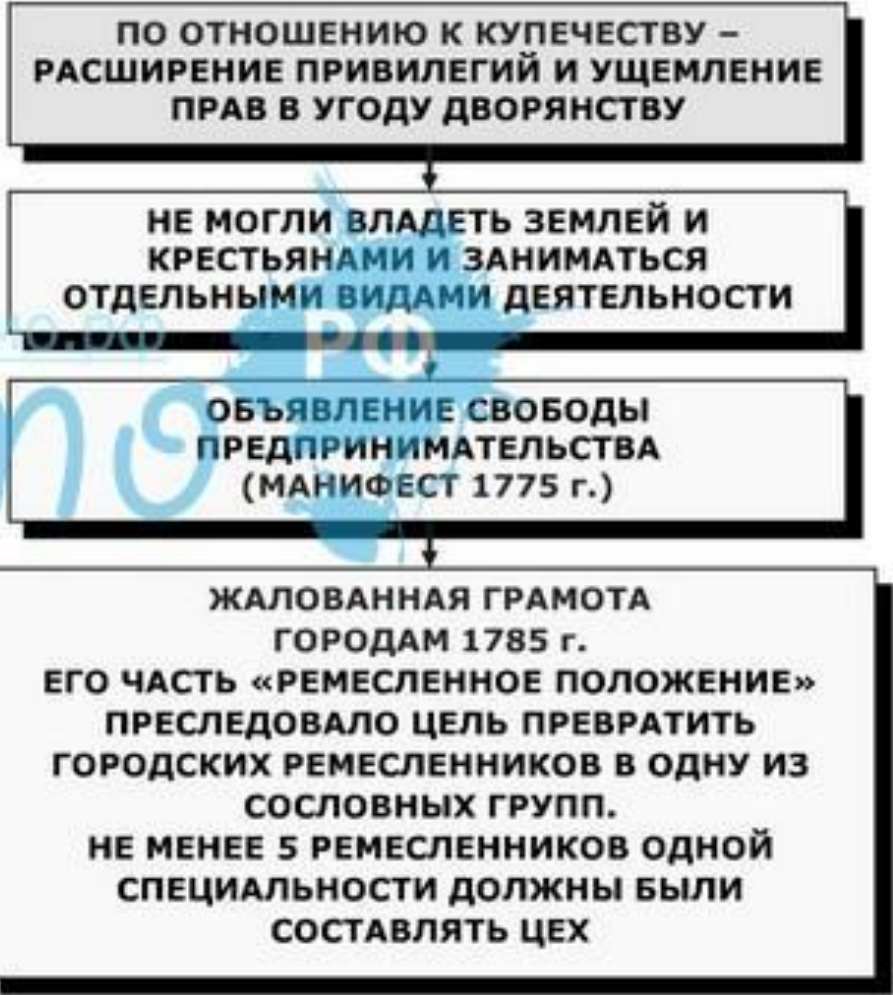 ПО ОТНОШЕНИЮ К КУПЕЧЕСТВУ –
РАСШИРЕНИЕ ПРИВИЛЕГИЙ И УЩЕМЛЕНИЕ
ПРАВ В УГОДУ ДВОРЯНСТВУ
НЕ МОГЛИ ВЛАДЕТЬ ЗЕМЛЕЙ И
КРЕСТЬЯНАМИ И ЗАНИМАТЬСЯ
ОТДЕЛЬНЫМИ ВИДАМИ ДЕЯТЕЛЬНОСТИ
РФ
ОБЪЯВЛЕНИЕ СВОБОДЫ
ПРЕДПРИНИМАТЕЛЬСТВА
(МАНИФЕСТ 1775 г.)
ЖАЛОВАННАЯ ГРАМОТА
ГОРОДАМ 1785 г.
ЕГО ЧАСТЬ «РЕМЕСЛЕННОЕ ПОЛОЖЕНИЕ»
ПРЕСЛЕДОВАЛО ЦЕЛЬ ПРЕВРАТИТЬ
ГОРОДСКИХ РЕМЕСЛЕННИКОВ В ОДНУ ИЗ
СОСЛОВНЫХ ГРУПП.
НЕ МЕНЕЕ 5 РЕМЕСЛЕННИКОВ ОДНОЙ
СПЕЦИАЛЬНОСТИ ДОЛЖНЫ БЫЛИ
СОСТАВЛЯТЬ ЦЕХ